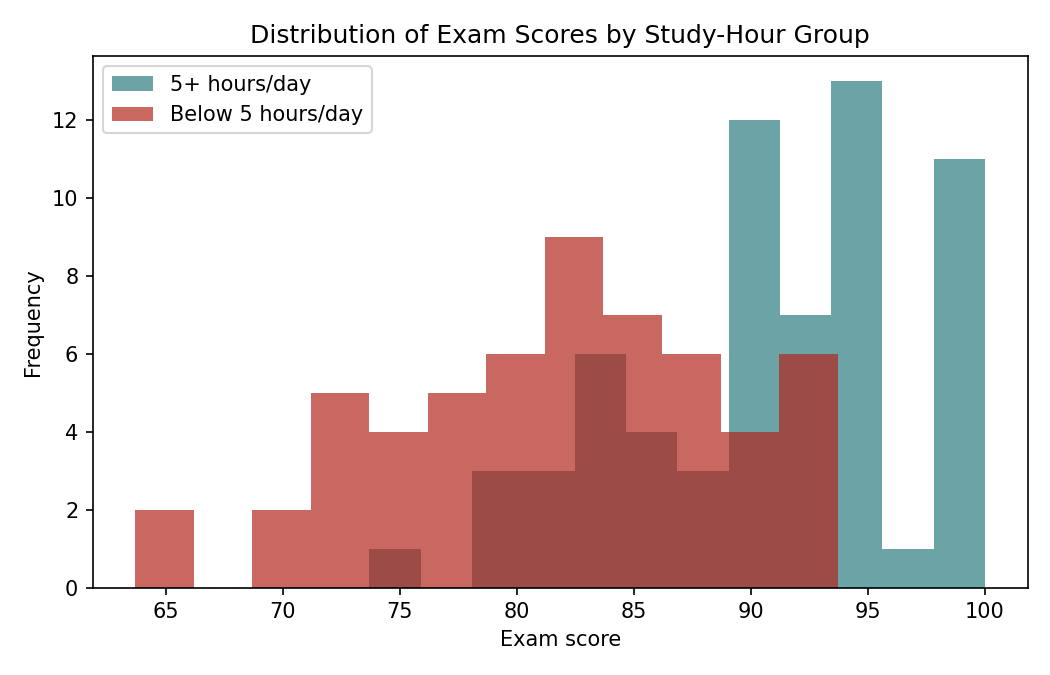 Distribution of Exam Scores by Study-Hour Group
5+ hours/day
Below 5 hours/day
Frequency
12
10
8
6
4
2
0
65 70 75 80 85 90 95 100
Exam score